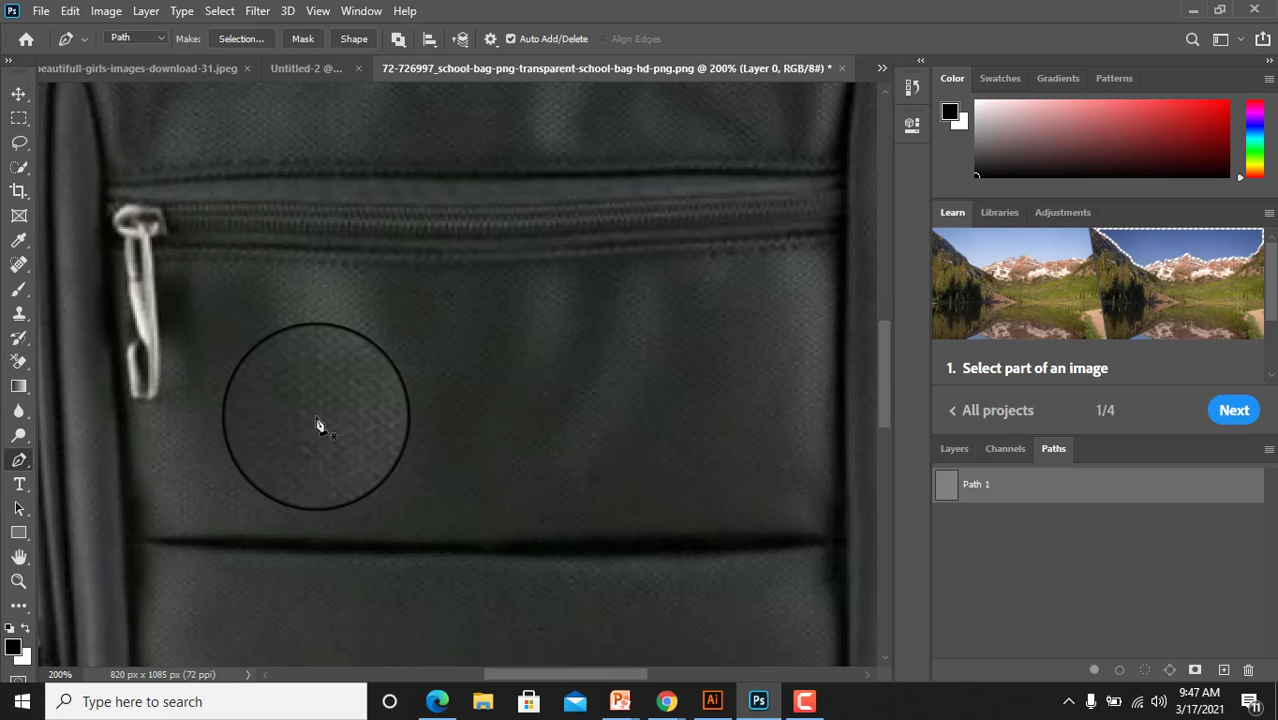 Ps File Edit Image Layer Type Select Filter 3D View Window Help
Path Make: Selection... Mask Shape Auto Add/Delete Align Edges
beautifull-girls-images-download-31.jpeg × Untitled-2 @... × 72-726997_school-bag-png-transparent-school-bag-hd-png.png @ 200% (Layer 0, RGB/8#) * ×
Color Swatches Gradients Patterns
Learn Libraries Adjustments
1. Select part of an image
All projects 1/4 Next
Layers Channels Paths
Path 1
T
200% 820 px x 1085 px (72 ppi)
Type here to search
Ai Ps
9:47 AM
3/17/2021
11